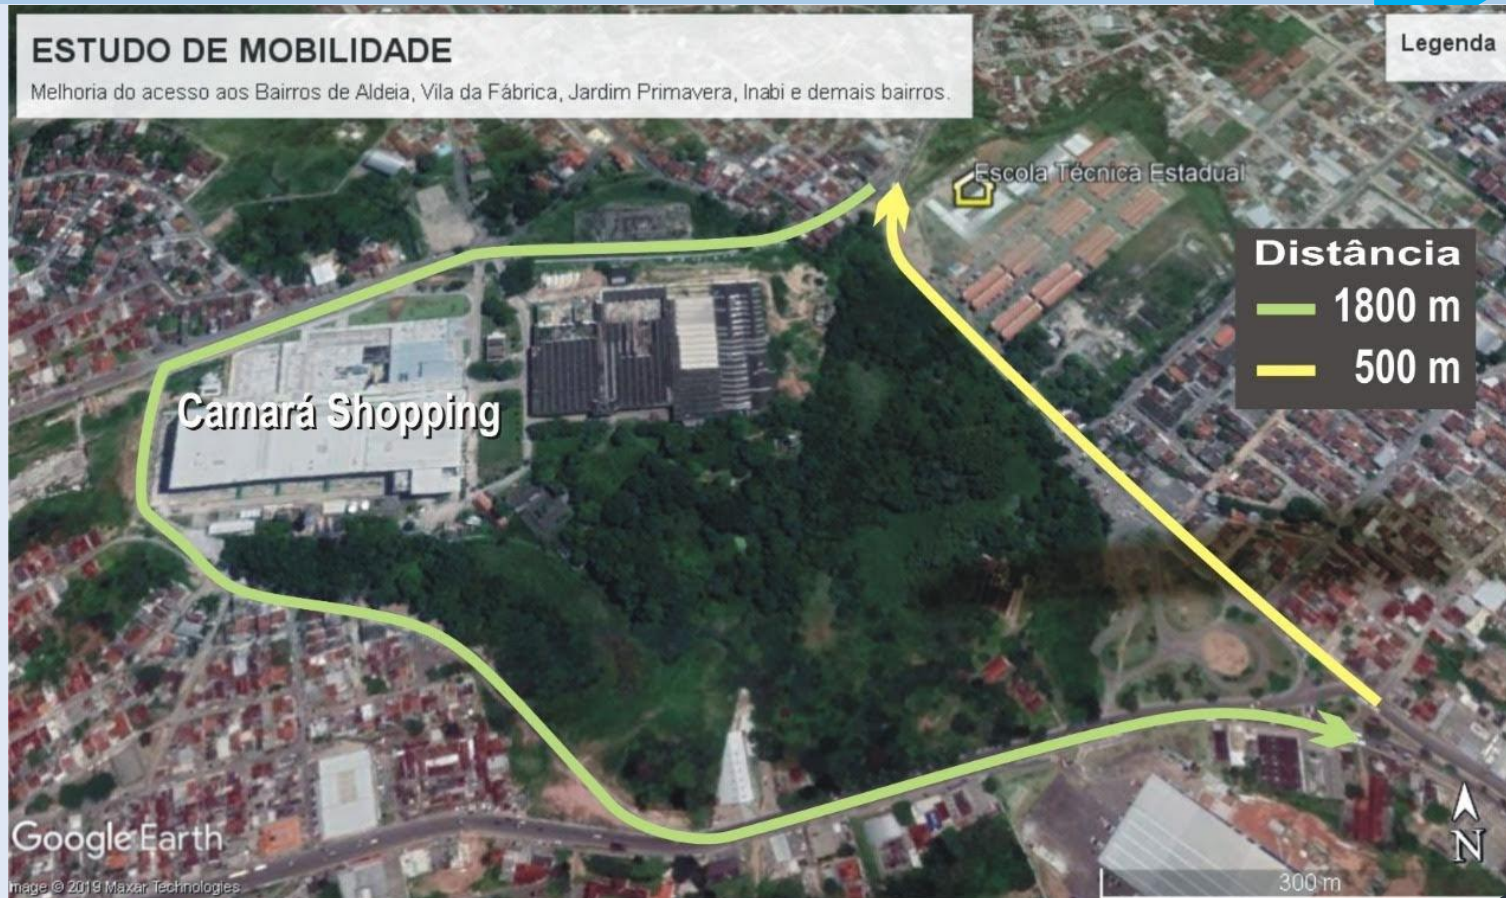 ESTUDO DE MOBILIDADE
Melhoria do acesso aos Bairros de Aldeia, Vila da Fábrica, Jardim Primavera, Inabi e demais bairros.
Legenda
Escola Técnica Estadual
Distância
1800 m
500 m
Camará Shopping
Google Earth
mage © 2019 Maxar Technologies
300 m
N